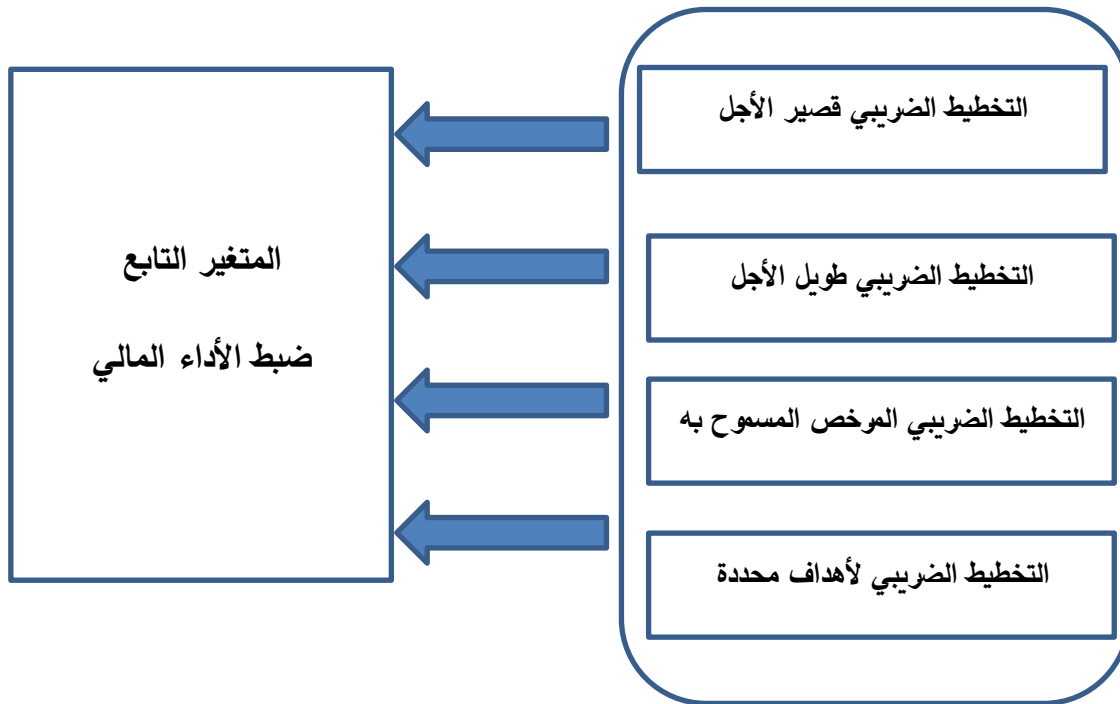 التخطيط الضريبي قصير الأجل
التخطيط الضريبي طويل الأجل
التخطيط الضريبي المرخص المسموح به
التخطيط الضريبي لأهداف محددة
المتغير التابع
ضبط الأداء المالي